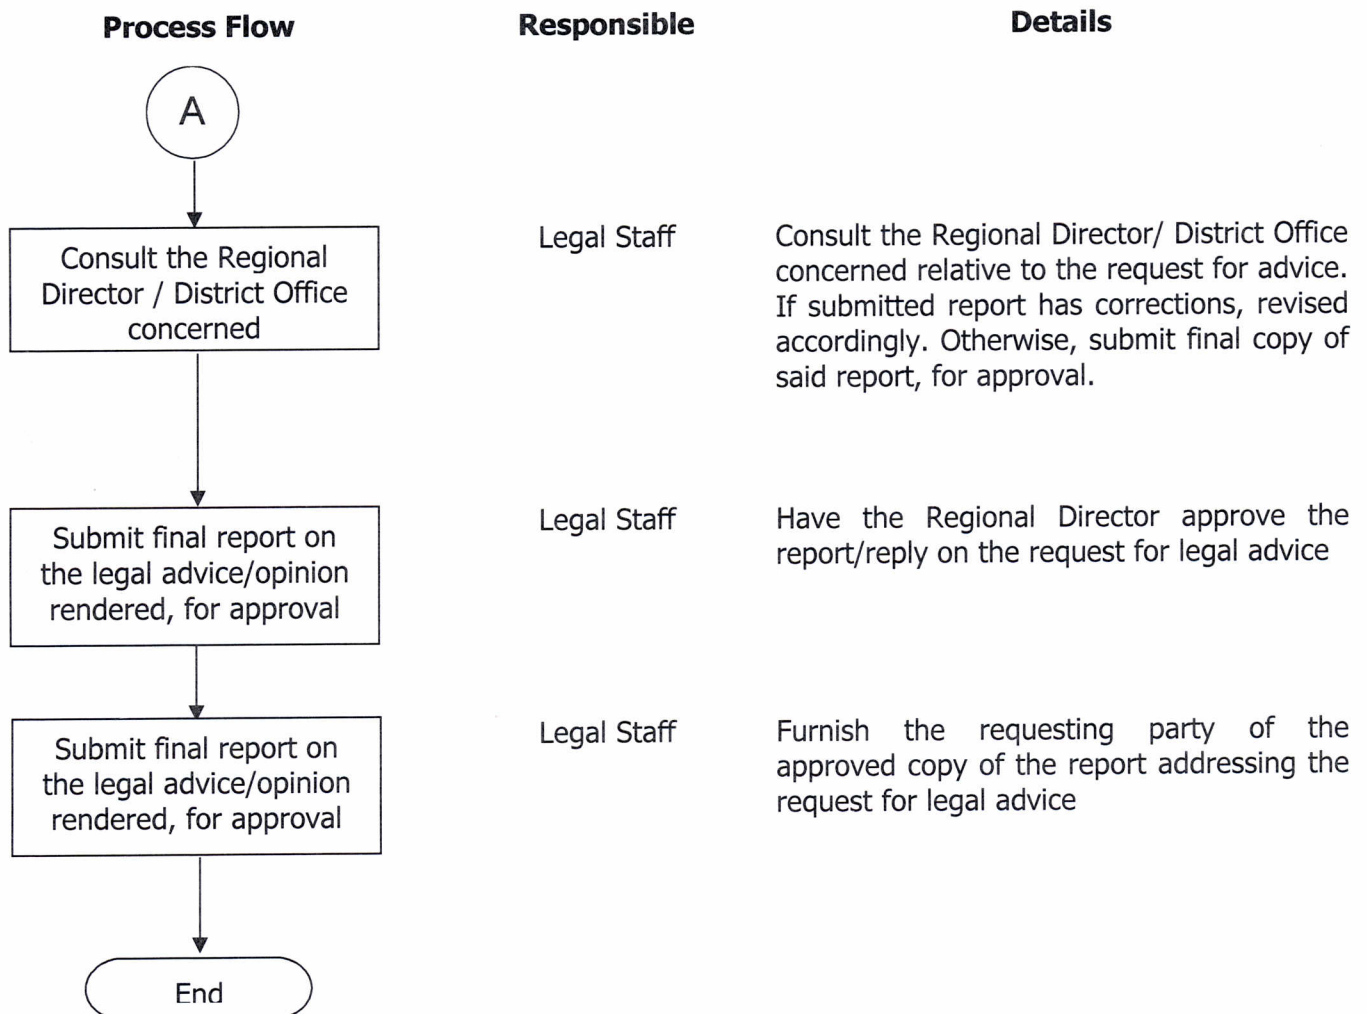 Process Flow
Responsible
Details
A
Consult the Regional
Director / District Office
concerned
Legal Staff
Consult the Regional Director/ District Office
concerned relative to the request for advice.
If submitted report has corrections, revised
accordingly. Otherwise, submit final copy of
said report, for approval.
Submit final report on
the legal advice/opinion
rendered, for approval
Legal Staff
Have the Regional Director approve the
report/reply on the request for legal advice
Submit final report on
the legal advice/opinion
rendered, for approval
Legal Staff
Furnish the requesting party of the
approved copy of the report addressing the
request for legal advice
End